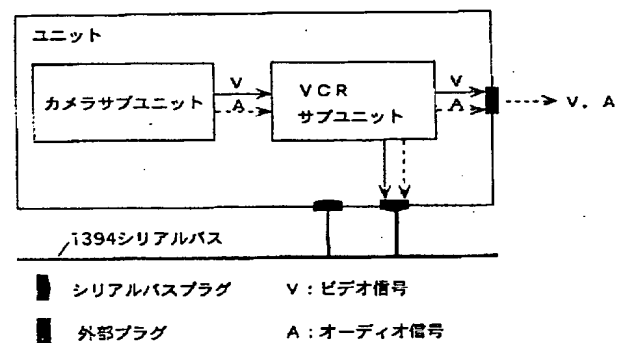 ユニット
カメラサブユニット
V
A
VCR
サブユニット
V
A
V, A
1394シリアルバス
シリアルバスプラグ
V:ビデオ信号
外部プラグ
A:オーディオ信号